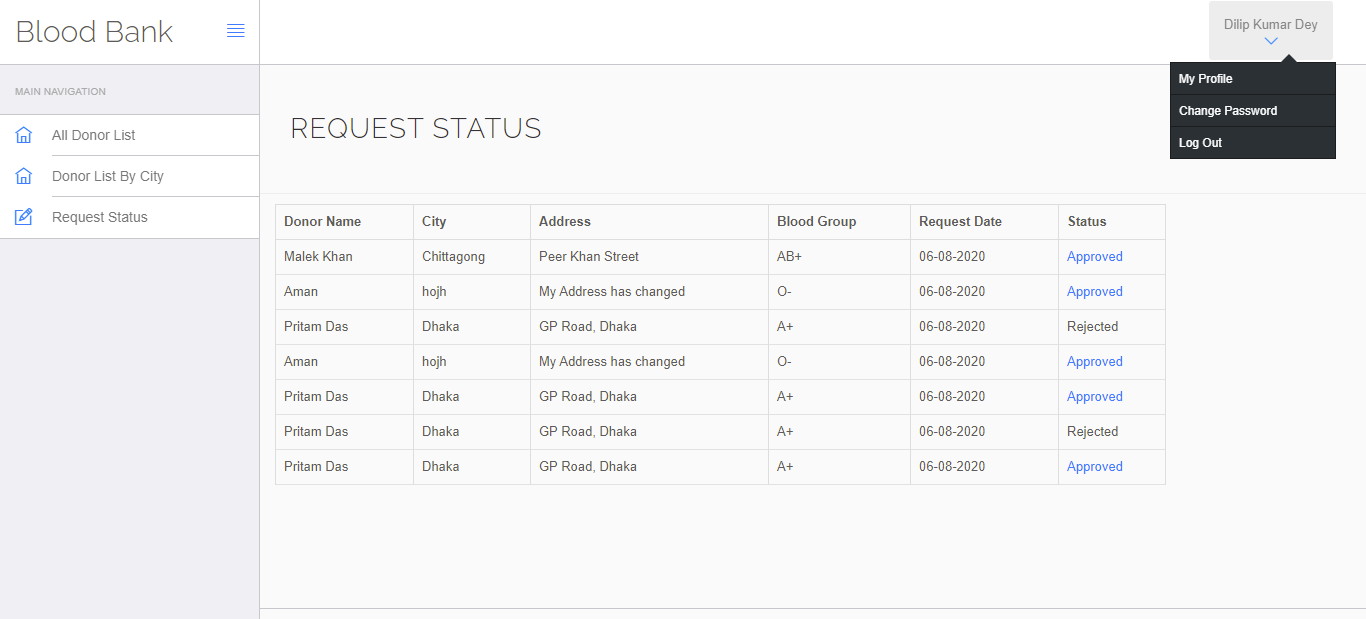 Blood Bank
Dilip Kumar Dey
My Profile
Change Password
Log Out
MAIN NAVIGATION
All Donor List
Donor List By City
Request Status
REQUEST STATUS
Donor Name City Address Blood Group Request Date Status
Malek Khan Chittagong Peer Khan Street AB+ 06-08-2020 Approved
Aman hojh My Address has changed O- 06-08-2020 Approved
Pritam Das Dhaka GP Road, Dhaka A+ 06-08-2020 Rejected
Aman hojh My Address has changed O- 06-08-2020 Approved
Pritam Das Dhaka GP Road, Dhaka A+ 06-08-2020 Approved
Pritam Das Dhaka GP Road, Dhaka A+ 06-08-2020 Rejected
Pritam Das Dhaka GP Road, Dhaka A+ 06-08-2020 Approved